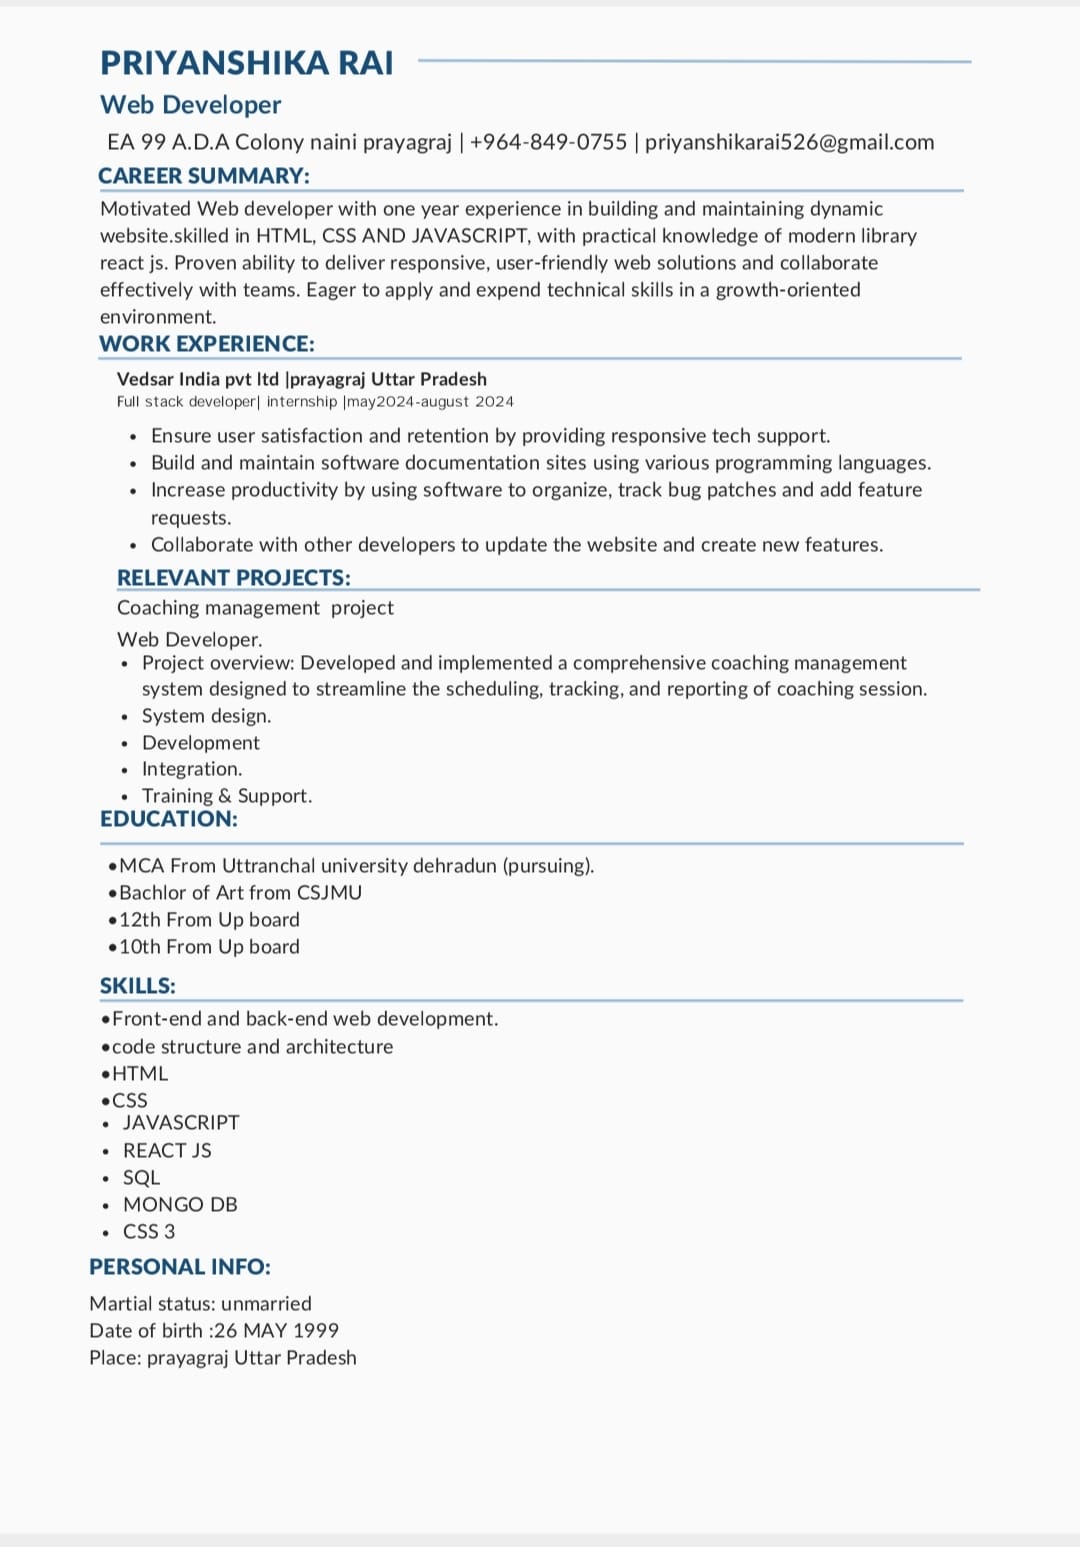 PRIYANSHIKA RAI
Web Developer
EA 99 A.D.A Colony naini prayagraj | +964-849-0755 | priyanshikarai526@gmail.com
CAREER SUMMARY:
Motivated Web developer with one year experience in building and maintaining dynamic
website.skilled in HTML, CSS AND JAVASCRIPT, with practical knowledge of modern library
react js. Proven ability to deliver responsive, user-friendly web solutions and collaborate
effectively with teams. Eager to apply and expend technical skills in a growth-oriented
environment.
WORK EXPERIENCE:
Vedsar India pvt ltd |prayagraj Uttar Pradesh
Full stack developer| internship |may2024-august 2024
• Ensure user satisfaction and retention by providing responsive tech support.
• Build and maintain software documentation sites using various programming languages.
• Increase productivity by using software to organize, track bug patches and add feature
requests.
• Collaborate with other developers to update the website and create new features.
RELEVANT PROJECTS:
Coaching management  project
Web Developer.
• Project overview: Developed and implemented a comprehensive coaching management
system designed to streamline the scheduling, tracking, and reporting of coaching session.
• System design.
• Development
• Integration.
• Training & Support.
EDUCATION:
•MCA From Uttranchal university dehradun (pursuing).
•Bachlor of Art from CSJMU
•12th From Up board
•10th From Up board
SKILLS:
•Front-end and back-end web development.
•code structure and architecture
•HTML
•CSS
• JAVASCRIPT
• REACT JS
• SQL
• MONGO DB
• CSS 3
PERSONAL INFO:
Martial status: unmarried
Date of birth :26 MAY 1999
Place: prayagraj Uttar Pradesh